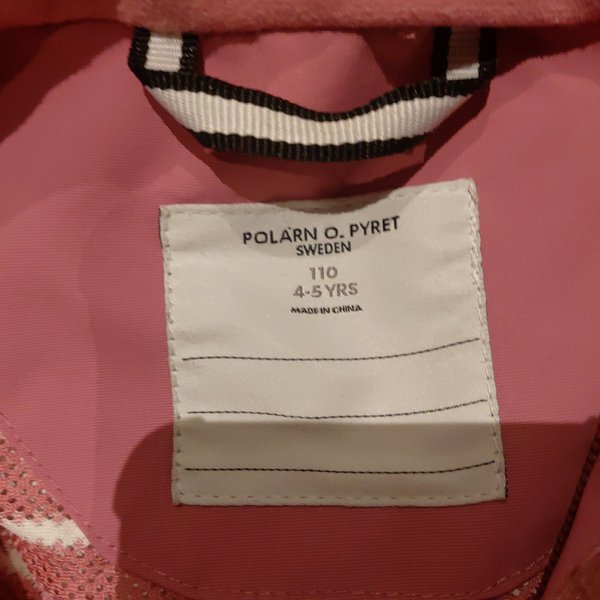 POLARN O. PYRET
SWEDEN
110
4-5 YRS
MADE IN CHINA